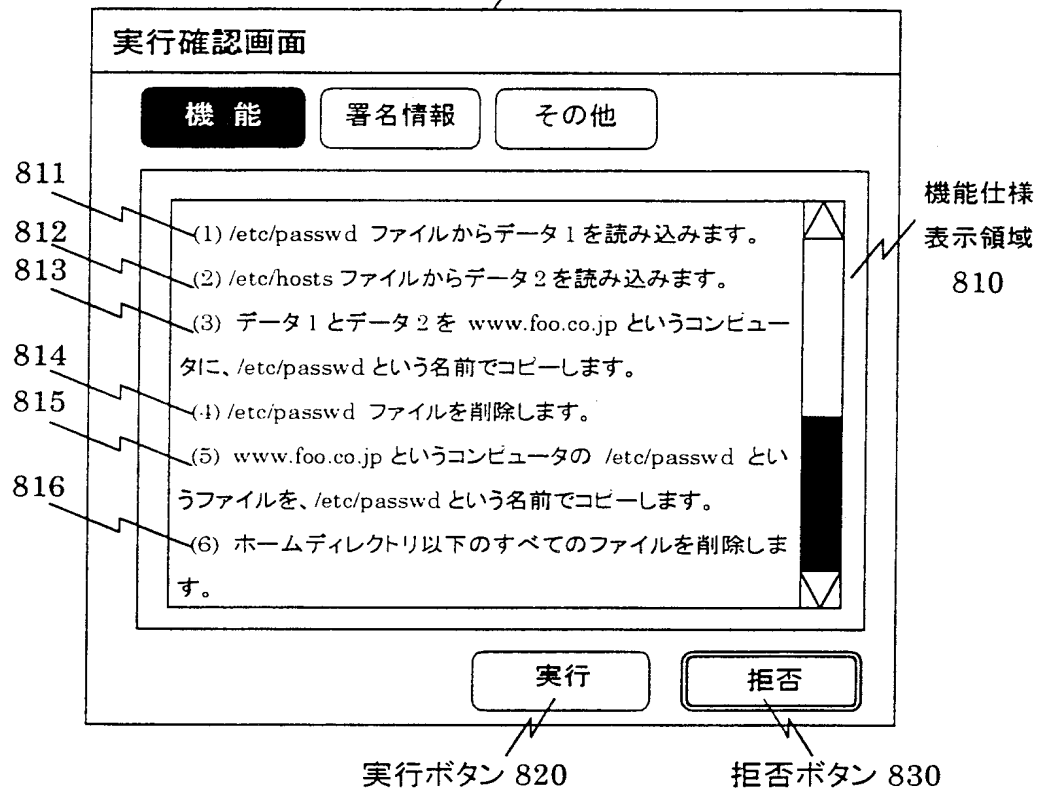 実行確認画面
機 能 署名情報 その他
811
812
813
814
815
816
(1) /etc/passwd ファイルからデータ1を読み込みます。
(2) /etc/hosts ファイルからデータ2を読み込みます。
(3) データ1とデータ2を www.foo.co.jp というコンピュー
タに、/etc/passwd という名前でコピーします。
(4) /etc/passwd ファイルを削除します。
(5) www.foo.co.jp というコンピュータの /etc/passwd とい
うファイルを、/etc/passwd という名前でコピーします。
(6) ホームディレクトリ以下のすべてのファイルを削除しま
す。
機能仕様
表示領域
810
実行 拒否
実行ボタン 820 拒否ボタン 830